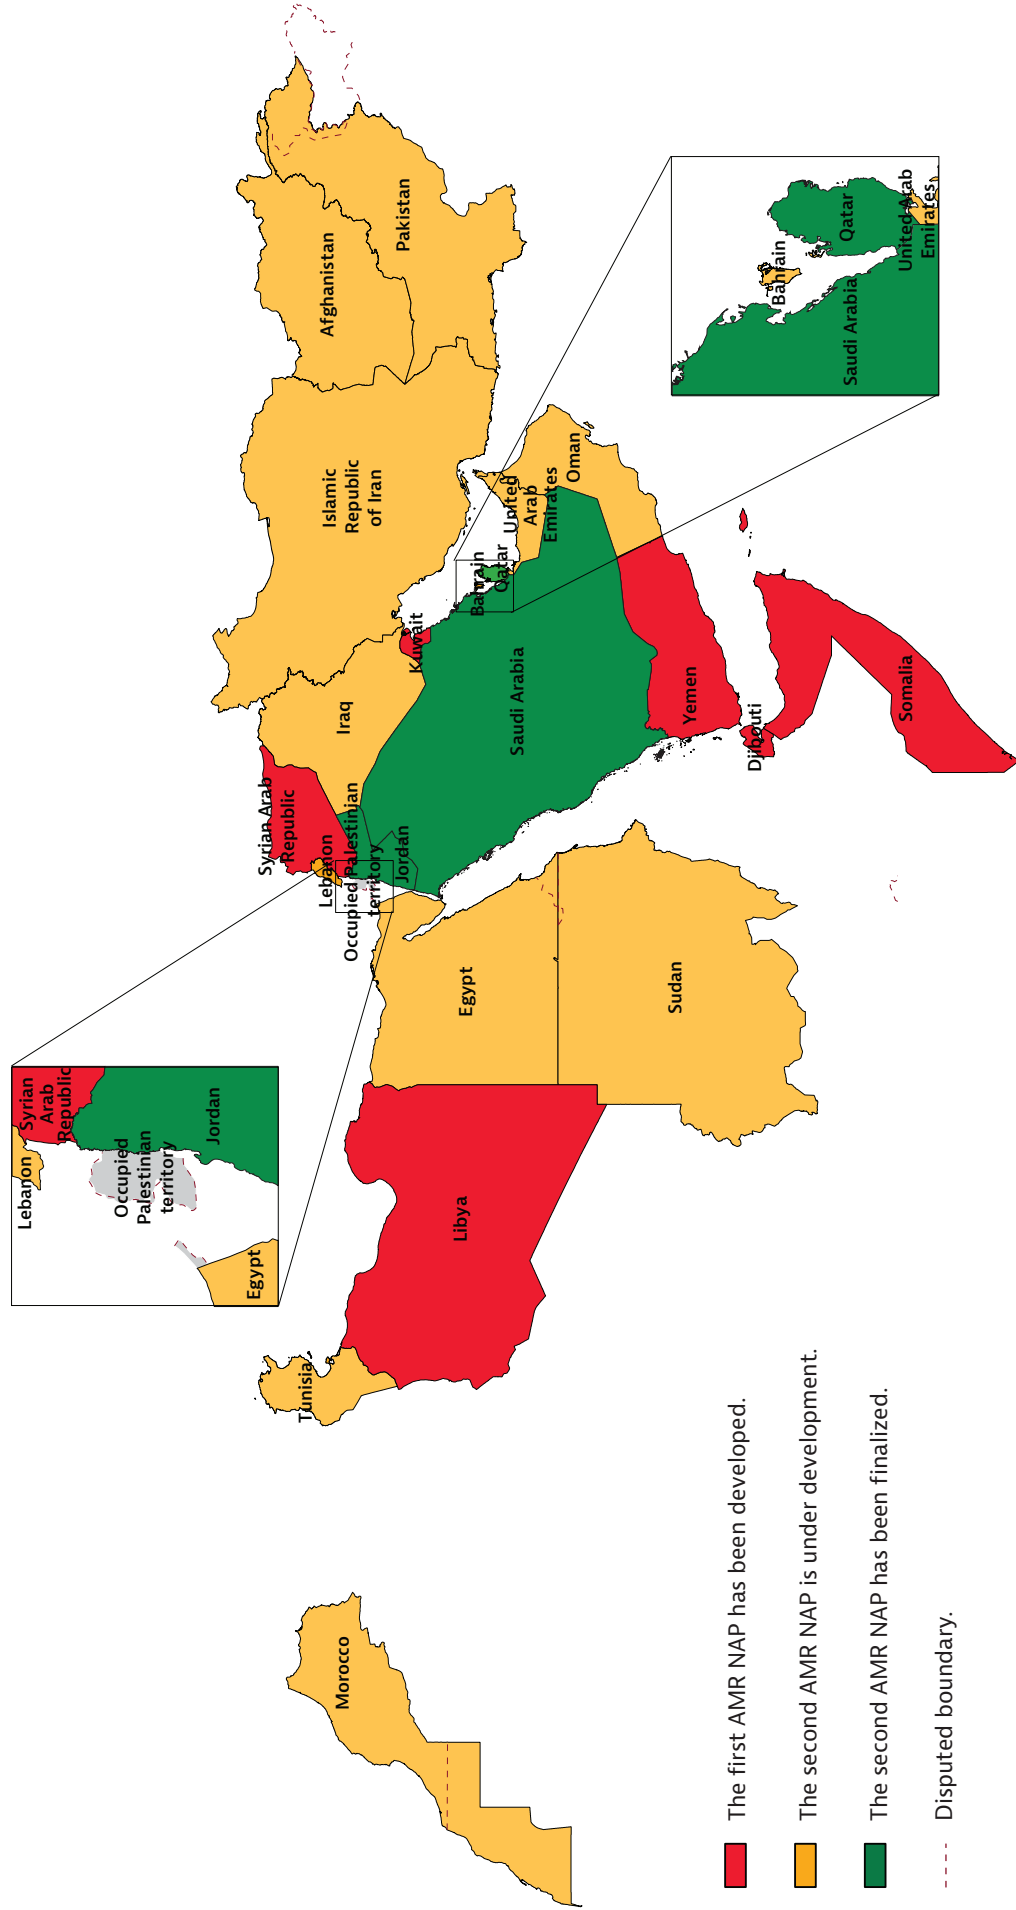 Lebanon
Syrian
Arab
Republic
Occupied
Palestinian
territory
Jordan
Egypt
Tunisia
Morocco
Libya
Egypt
Sudan
Syrian Arab
Republic
Lebanon
Occupied Palestinian
territory
Jordan
Iraq
Kuwait
Saudi Arabia
Bahrain
Qatar
United
Arab
Emirates
Oman
Yemen
Djibouti
Somalia
Islamic
Republic
of Iran
Afghanistan
Pakistan
Bahrain
Qatar
Saudi Arabia
United Arab
Emirates
The first AMR NAP has been developed.
The second AMR NAP is under development.
The second AMR NAP has been finalized.
Disputed boundary.